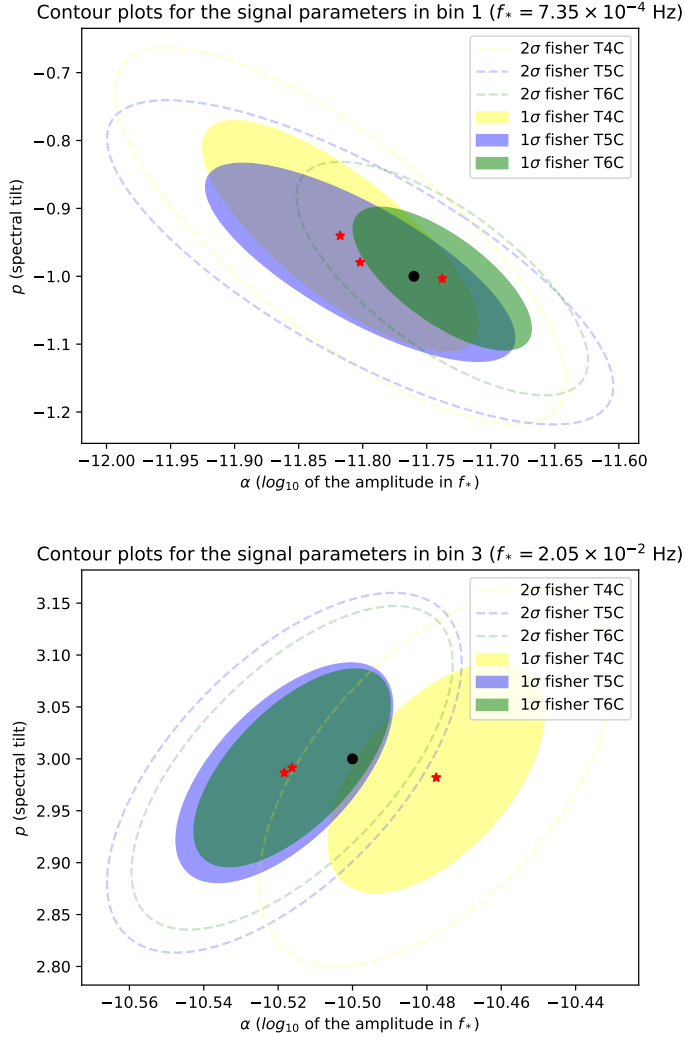 Contour plots for the signal parameters in bin 1 (f* = 7.35 × 10⁻⁴ Hz)
2σ fisher T4C
2σ fisher T5C
2σ fisher T6C
1σ fisher T4C
1σ fisher T5C
1σ fisher T6C
p (spectral tilt)
−0.7
−0.8
−0.9
−1.0
−1.1
−1.2
−12.00 −11.95 −11.90 −11.85 −11.80 −11.75 −11.70 −11.65 −11.60
α (log₁₀ of the amplitude in f*)
Contour plots for the signal parameters in bin 3 (f* = 2.05 × 10⁻² Hz)
2σ fisher T4C
2σ fisher T5C
2σ fisher T6C
1σ fisher T4C
1σ fisher T5C
1σ fisher T6C
p (spectral tilt)
3.15
3.10
3.05
3.00
2.95
2.90
2.85
2.80
−10.56 −10.54 −10.52 −10.50 −10.48 −10.46 −10.44
α (log₁₀ of the amplitude in f*)